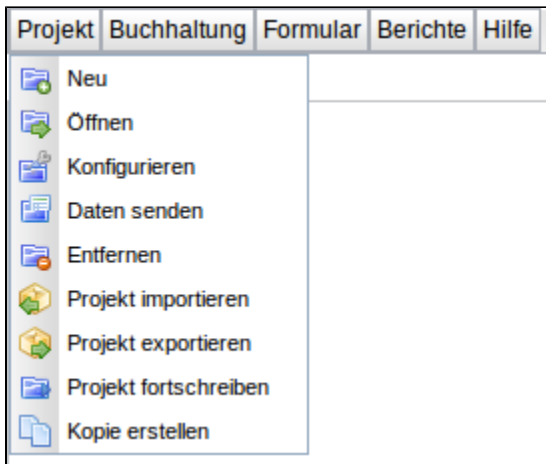 Projekt Buchhaltung Formular Berichte Hilfe
Neu
Öffnen
Konfigurieren
Daten senden
Entfernen
Projekt importieren
Projekt exportieren
Projekt fortschreiben
Kopie erstellen